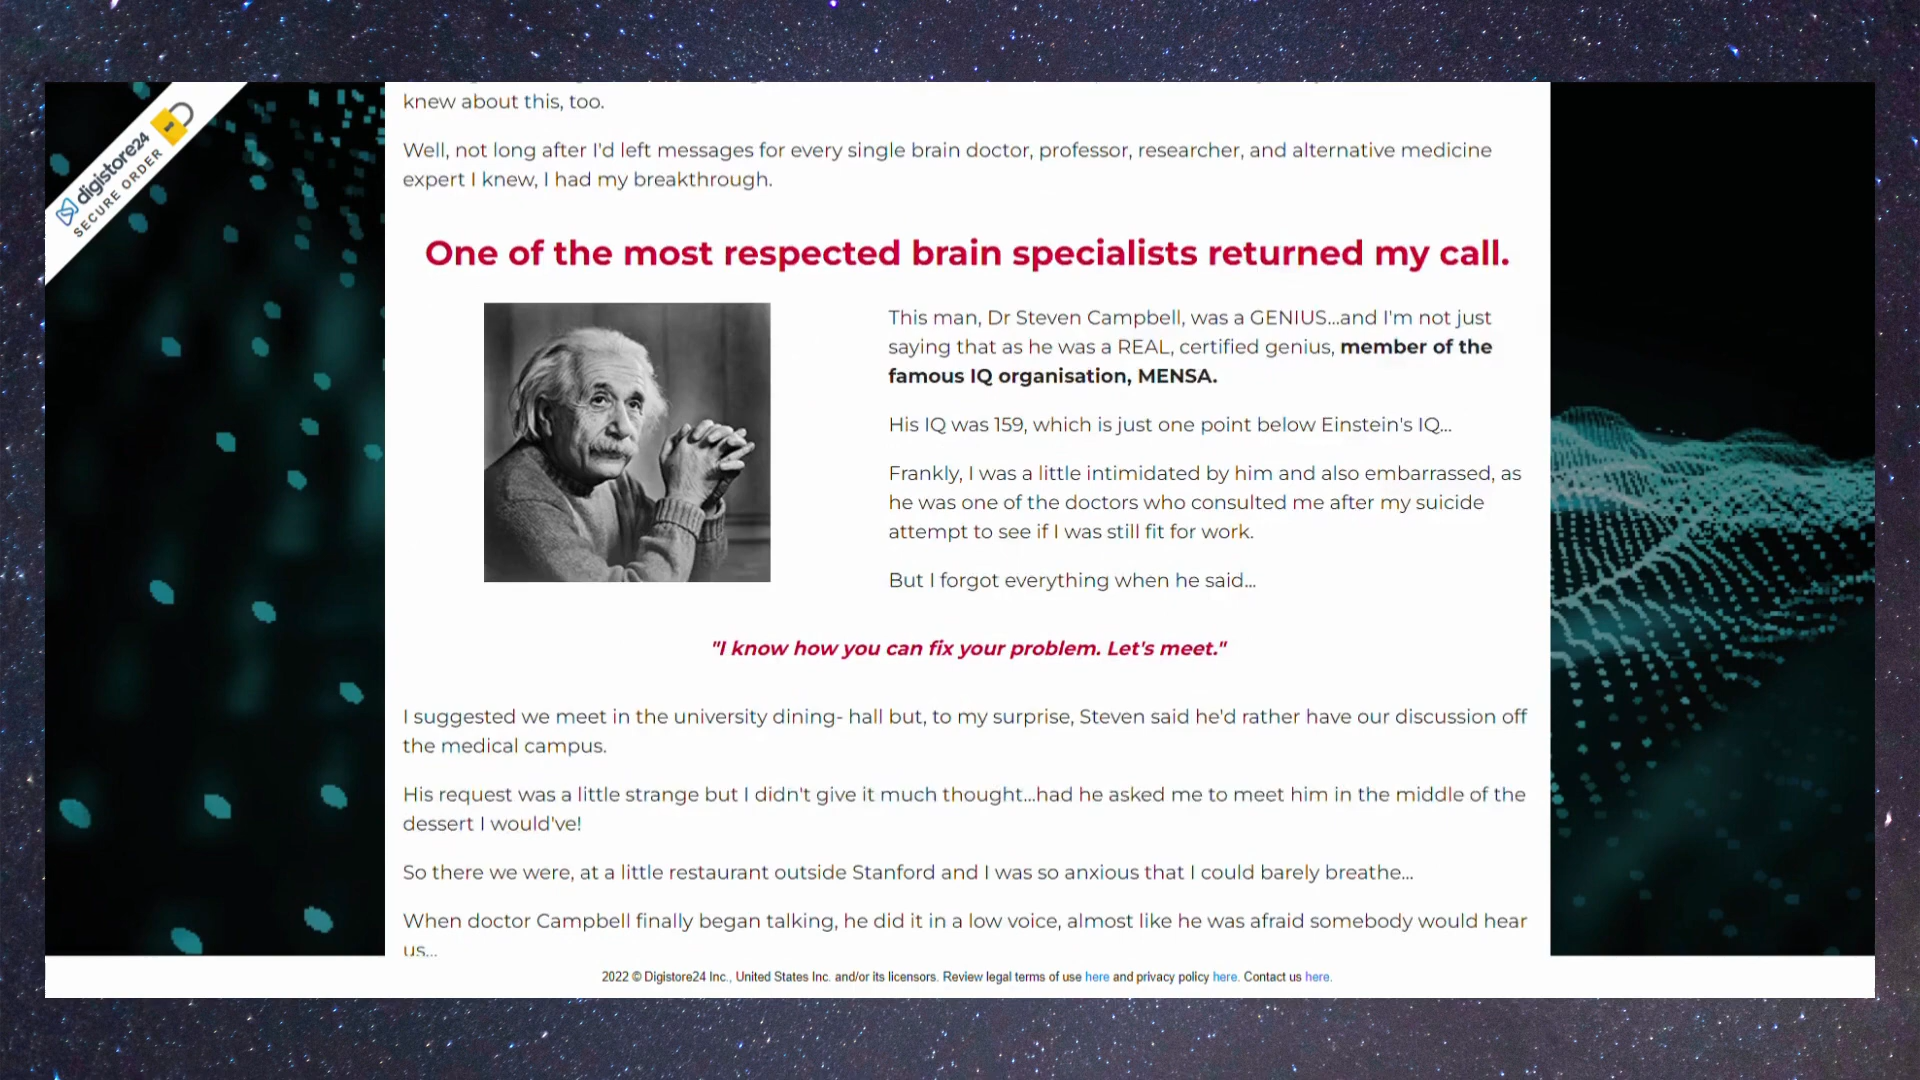 digistore24
SECURE ORDER
knew about this, too.
Well, not long after I'd left messages for every single brain doctor, professor, researcher, and alternative medicine
expert I knew, I had my breakthrough.
One of the most respected brain specialists returned my call.
This man, Dr Steven Campbell, was a GENIUS...and I'm not just
saying that as he was a REAL, certified genius, member of the
famous IQ organisation, MENSA.
His IQ was 159, which is just one point below Einstein's IQ...
Frankly, I was a little intimidated by him and also embarrassed, as
he was one of the doctors who consulted me after my suicide
attempt to see if I was still fit for work.
But I forgot everything when he said...
"I know how you can fix your problem. Let's meet."
I suggested we meet in the university dining- hall but, to my surprise, Steven said he'd rather have our discussion off
the medical campus.
His request was a little strange but I didn't give it much thought...had he asked me to meet him in the middle of the
dessert I would've!
So there we were, at a little restaurant outside Stanford and I was so anxious that I could barely breathe...
When doctor Campbell finally began talking, he did it in a low voice, almost like he was afraid somebody would hear
us...
2022 © Digistore24 Inc., United States Inc. and/or its licensors. Review legal terms of use here and privacy policy here. Contact us here.